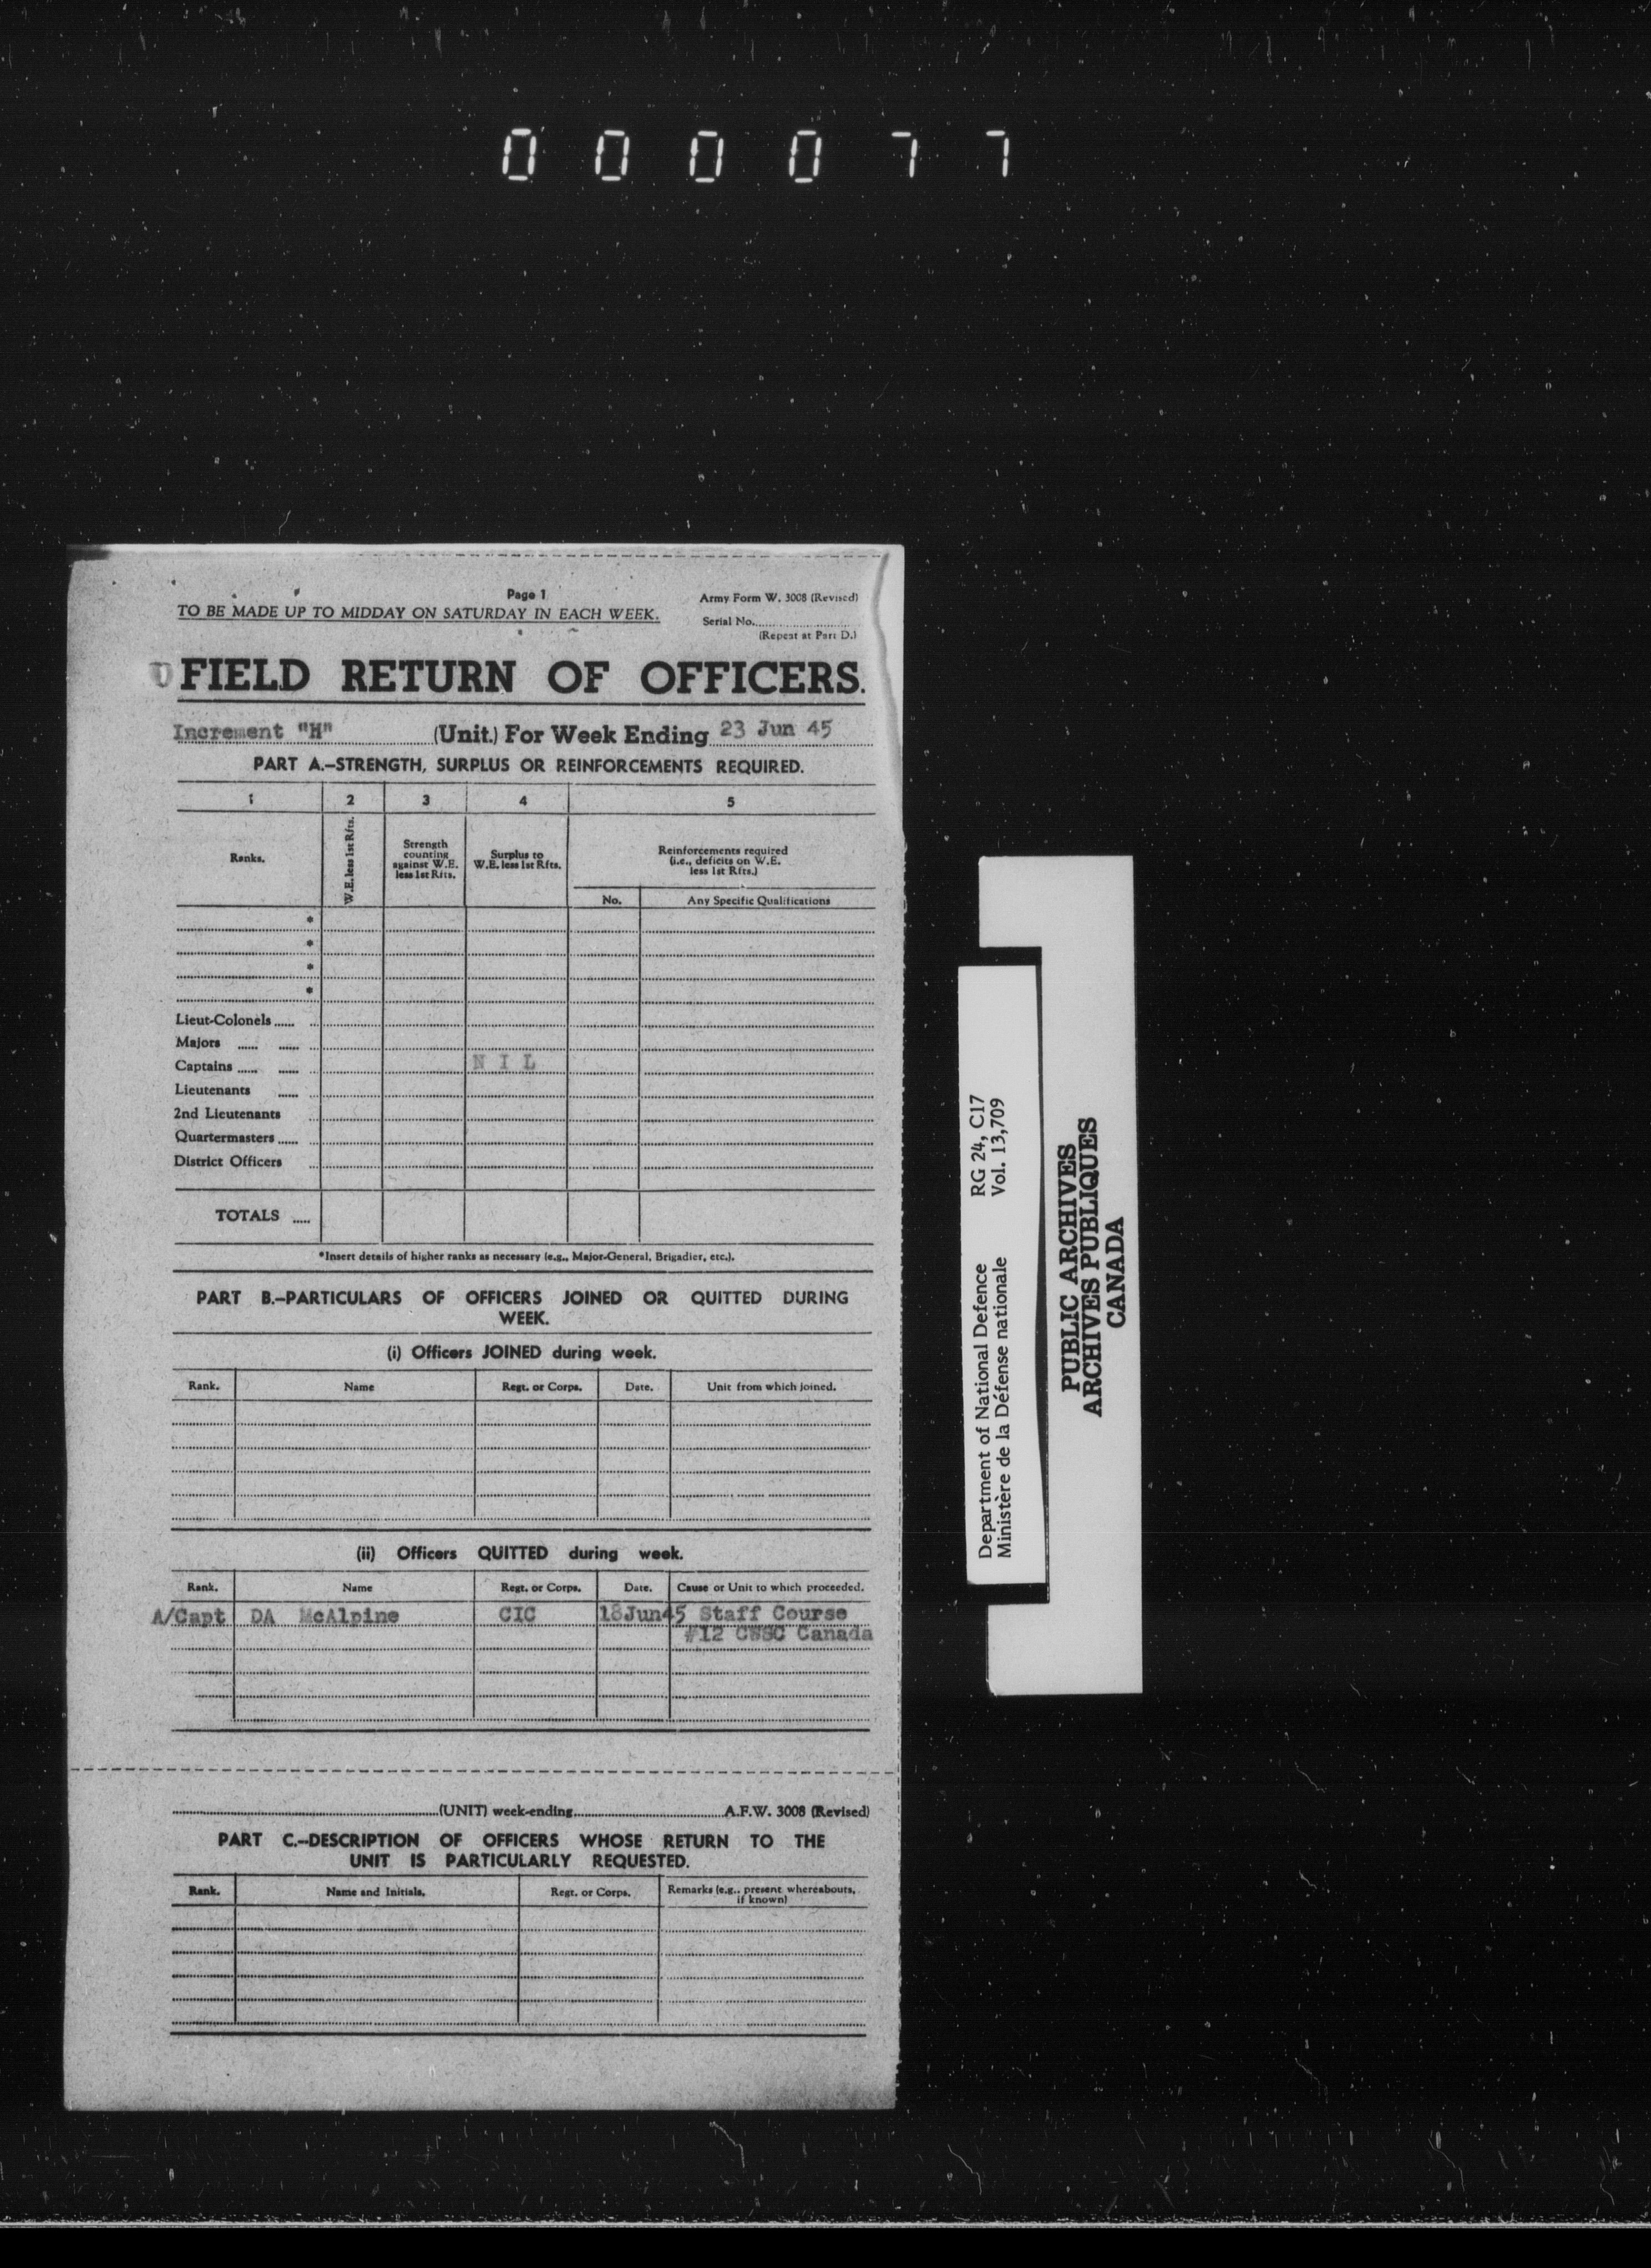 000077
Page 1
TO BE MADE UP TO MIDDAY ON SATURDAY IN EACH WEEK.
Army Form W. 3008 (Revised)
Serial No.
(Repeat at Part D.)
FIELD RETURN OF OFFICERS.
Increment "H" (Unit.) For Week Ending 23 Jun 45
PART A.-STRENGTH, SURPLUS OR REINFORCEMENTS REQUIRED.
1 2 3 4 5
Ranks.
W.E. less 1st Rfts.
Strength
counting
against W.E.
less 1st Rfts.
Surplus to
W.E. less 1st Rfts.
Reinforcements required
(i.e., deficits on W.E.
less 1st Rfts.)
No. Any Specific Qualifications
*
*
*
*
Lieut-Colonels
Majors
Captains N I L
Lieutenants
2nd Lieutenants
Quartermasters
District Officers
TOTALS
*Insert details of higher ranks as necessary (e.g., Major-General, Brigadier, etc.).
PART B.-PARTICULARS OF OFFICERS JOINED OR QUITTED DURING
WEEK.
(i) Officers JOINED during week.
Rank. Name Regt. or Corps. Date. Unit from which joined.
(ii) Officers QUITTED during week.
Rank. Name Regt. or Corps. Date. Cause or Unit to which proceeded.
A/Capt DA McAlpine CIC 18Jun45 Staff Course
#12 CWSC Canada
(UNIT) week-ending A.F.W. 3008 (Revised)
PART C.-DESCRIPTION OF OFFICERS WHOSE RETURN TO THE
UNIT IS PARTICULARLY REQUESTED.
Rank. Name and Initials. Regt. or Corps. Remarks (e.g., present whereabouts,
if known)
Department of National Defence RG 24, C17
Ministère de la Défense nationale Vol. 13,709
PUBLIC ARCHIVES
ARCHIVES PUBLIQUES
CANADA